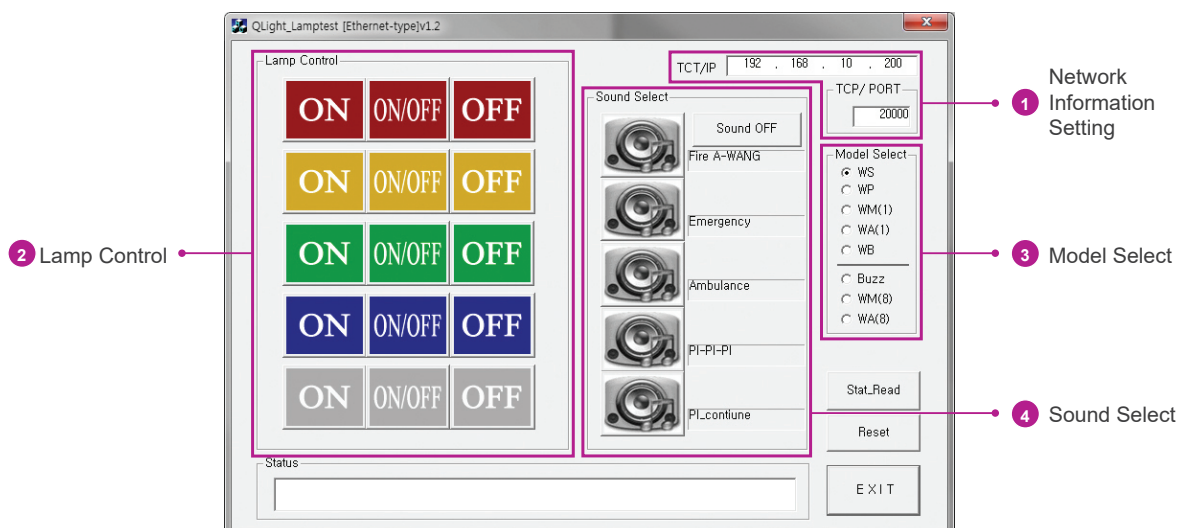 QLight_Lamptest [Ethernet-type]v1.2
x
Lamp Control
ON ON/OFF OFF
ON ON/OFF OFF
ON ON/OFF OFF
ON ON/OFF OFF
ON ON/OFF OFF
Sound Select
Sound OFF
Fire A-WANG
Emergency
Ambulance
PI-PI-PI
PI_contiune
TCT/IP 192 . 168 . 10 . 200
TCP/ PORT
20000
Model Select
WS
WP
WM(1)
WA(1)
WB
Buzz
WM(8)
WA(8)
Stat_Read
Reset
EXIT
Status
1 Network
Information
Setting
2 Lamp Control
3 Model Select
4 Sound Select